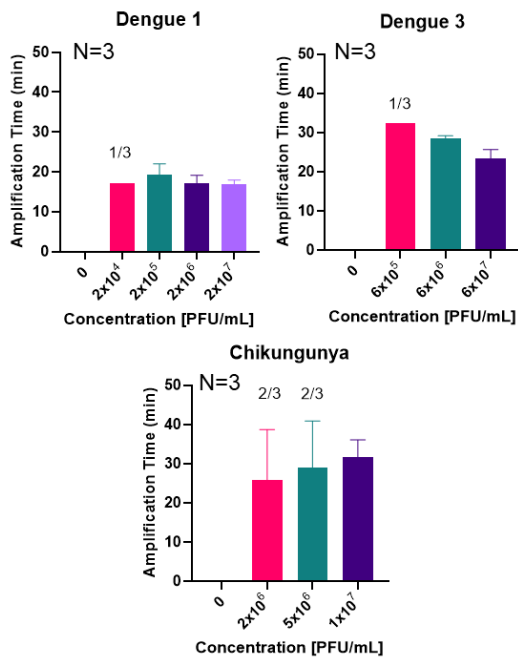 Dengue 1
N=3
Amplification Time (min)
50
40
30
20
10
0
1/3
0
2x10⁴
2x10⁵
2x10⁶
2x10⁷
Concentration [PFU/mL]
Dengue 3
N=3
Amplification Time (min)
50
40
30
20
10
0
1/3
0
6x10⁵
6x10⁶
6x10⁷
Concentration [PFU/mL]
Chikungunya
N=3
Amplification Time (min)
50
40
30
20
10
0
2/3
2/3
0
2x10⁶
5x10⁶
1x10⁷
Concentration [PFU/mL]